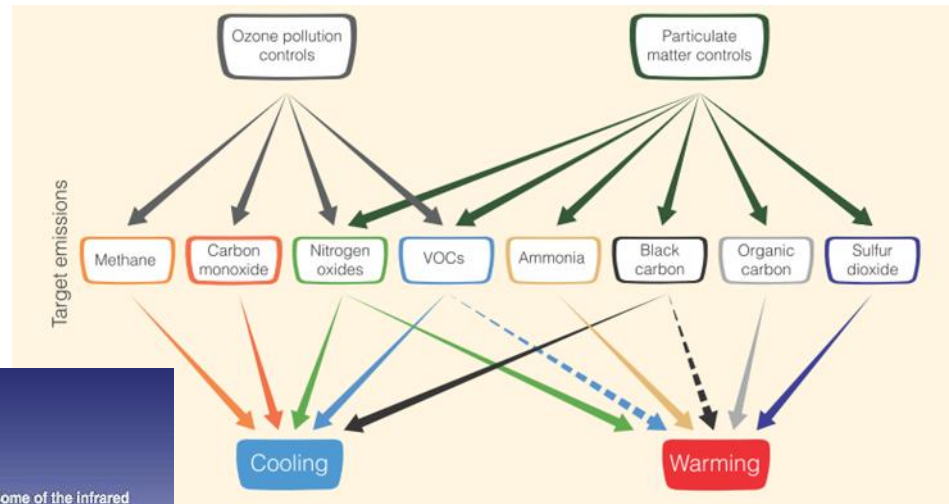 Ozone pollution
controls
Particulate
matter controls
Target emissions
Methane
Carbon
monoxide
Nitrogen
oxides
VOCs
Ammonia
Black
carbon
Organic
carbon
Sulfur
dioxide
Cooling
Warming
ome of the infrared